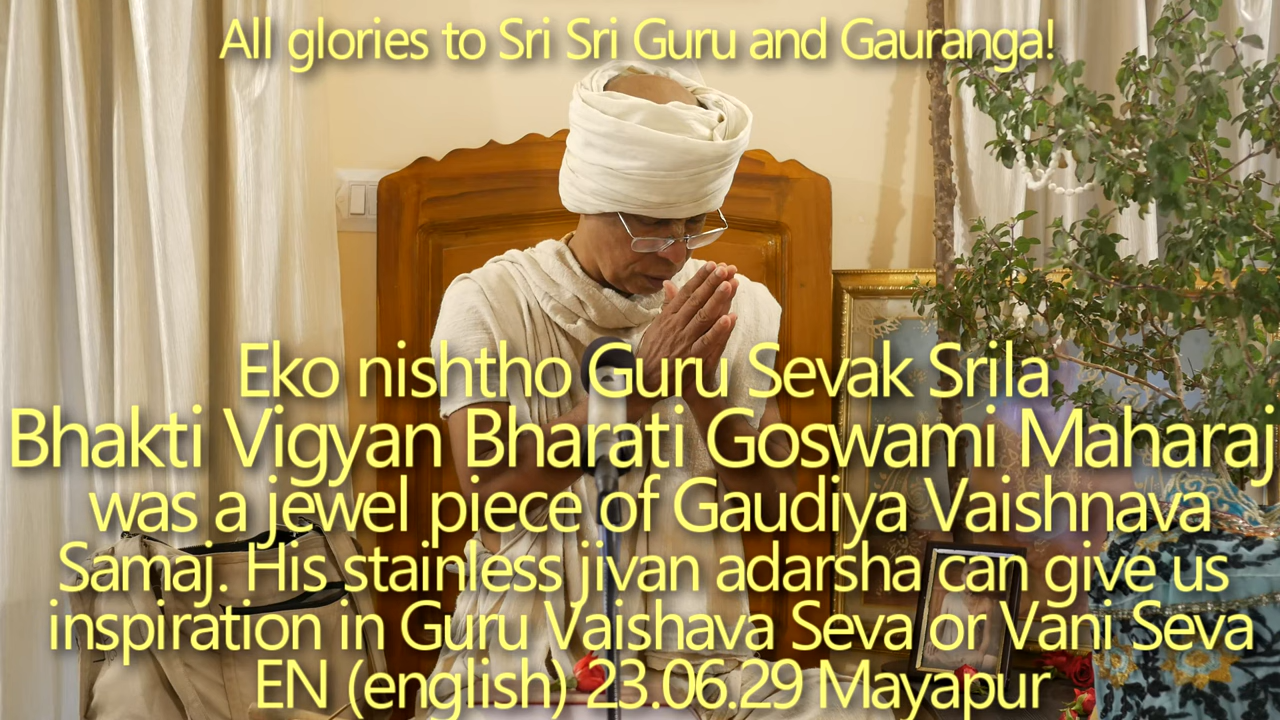 All glories to Sri Sri Guru and Gauranga!
Eko nishtho Guru Sevak Srila
Bhakti Vigyan Bharati Goswami Maharaj
was a jewel piece of Gaudiya Vaishnava
Samaj. His stainless jivan adarsha can give us
inspiration in Guru Vaishava Seva or Vani Seva
EN (english) 23.06.29 Mayapur